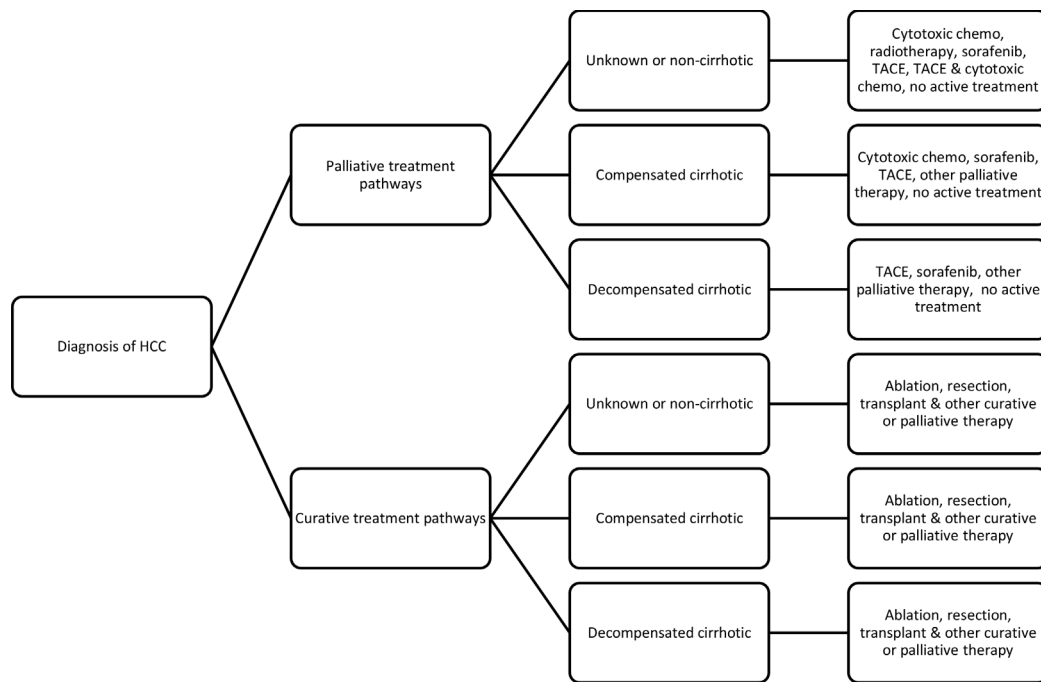 Diagnosis of HCC
Palliative treatment
pathways
Unknown or non-cirrhotic
Cytotoxic chemo,
radiotherapy, sorafenib,
TACE, TACE & cytotoxic
chemo, no active treatment
Compensated cirrhotic
Cytotoxic chemo, sorafenib,
TACE, other palliative
therapy, no active treatment
Decompensated cirrhotic
TACE, sorafenib, other
palliative therapy,  no active
treatment
Curative treatment pathways
Unknown or non-cirrhotic
Ablation, resection,
transplant & other curative
or palliative therapy
Compensated cirrhotic
Ablation, resection,
transplant & other curative
or palliative therapy
Decompensated cirrhotic
Ablation, resection,
transplant & other curative
or palliative therapy